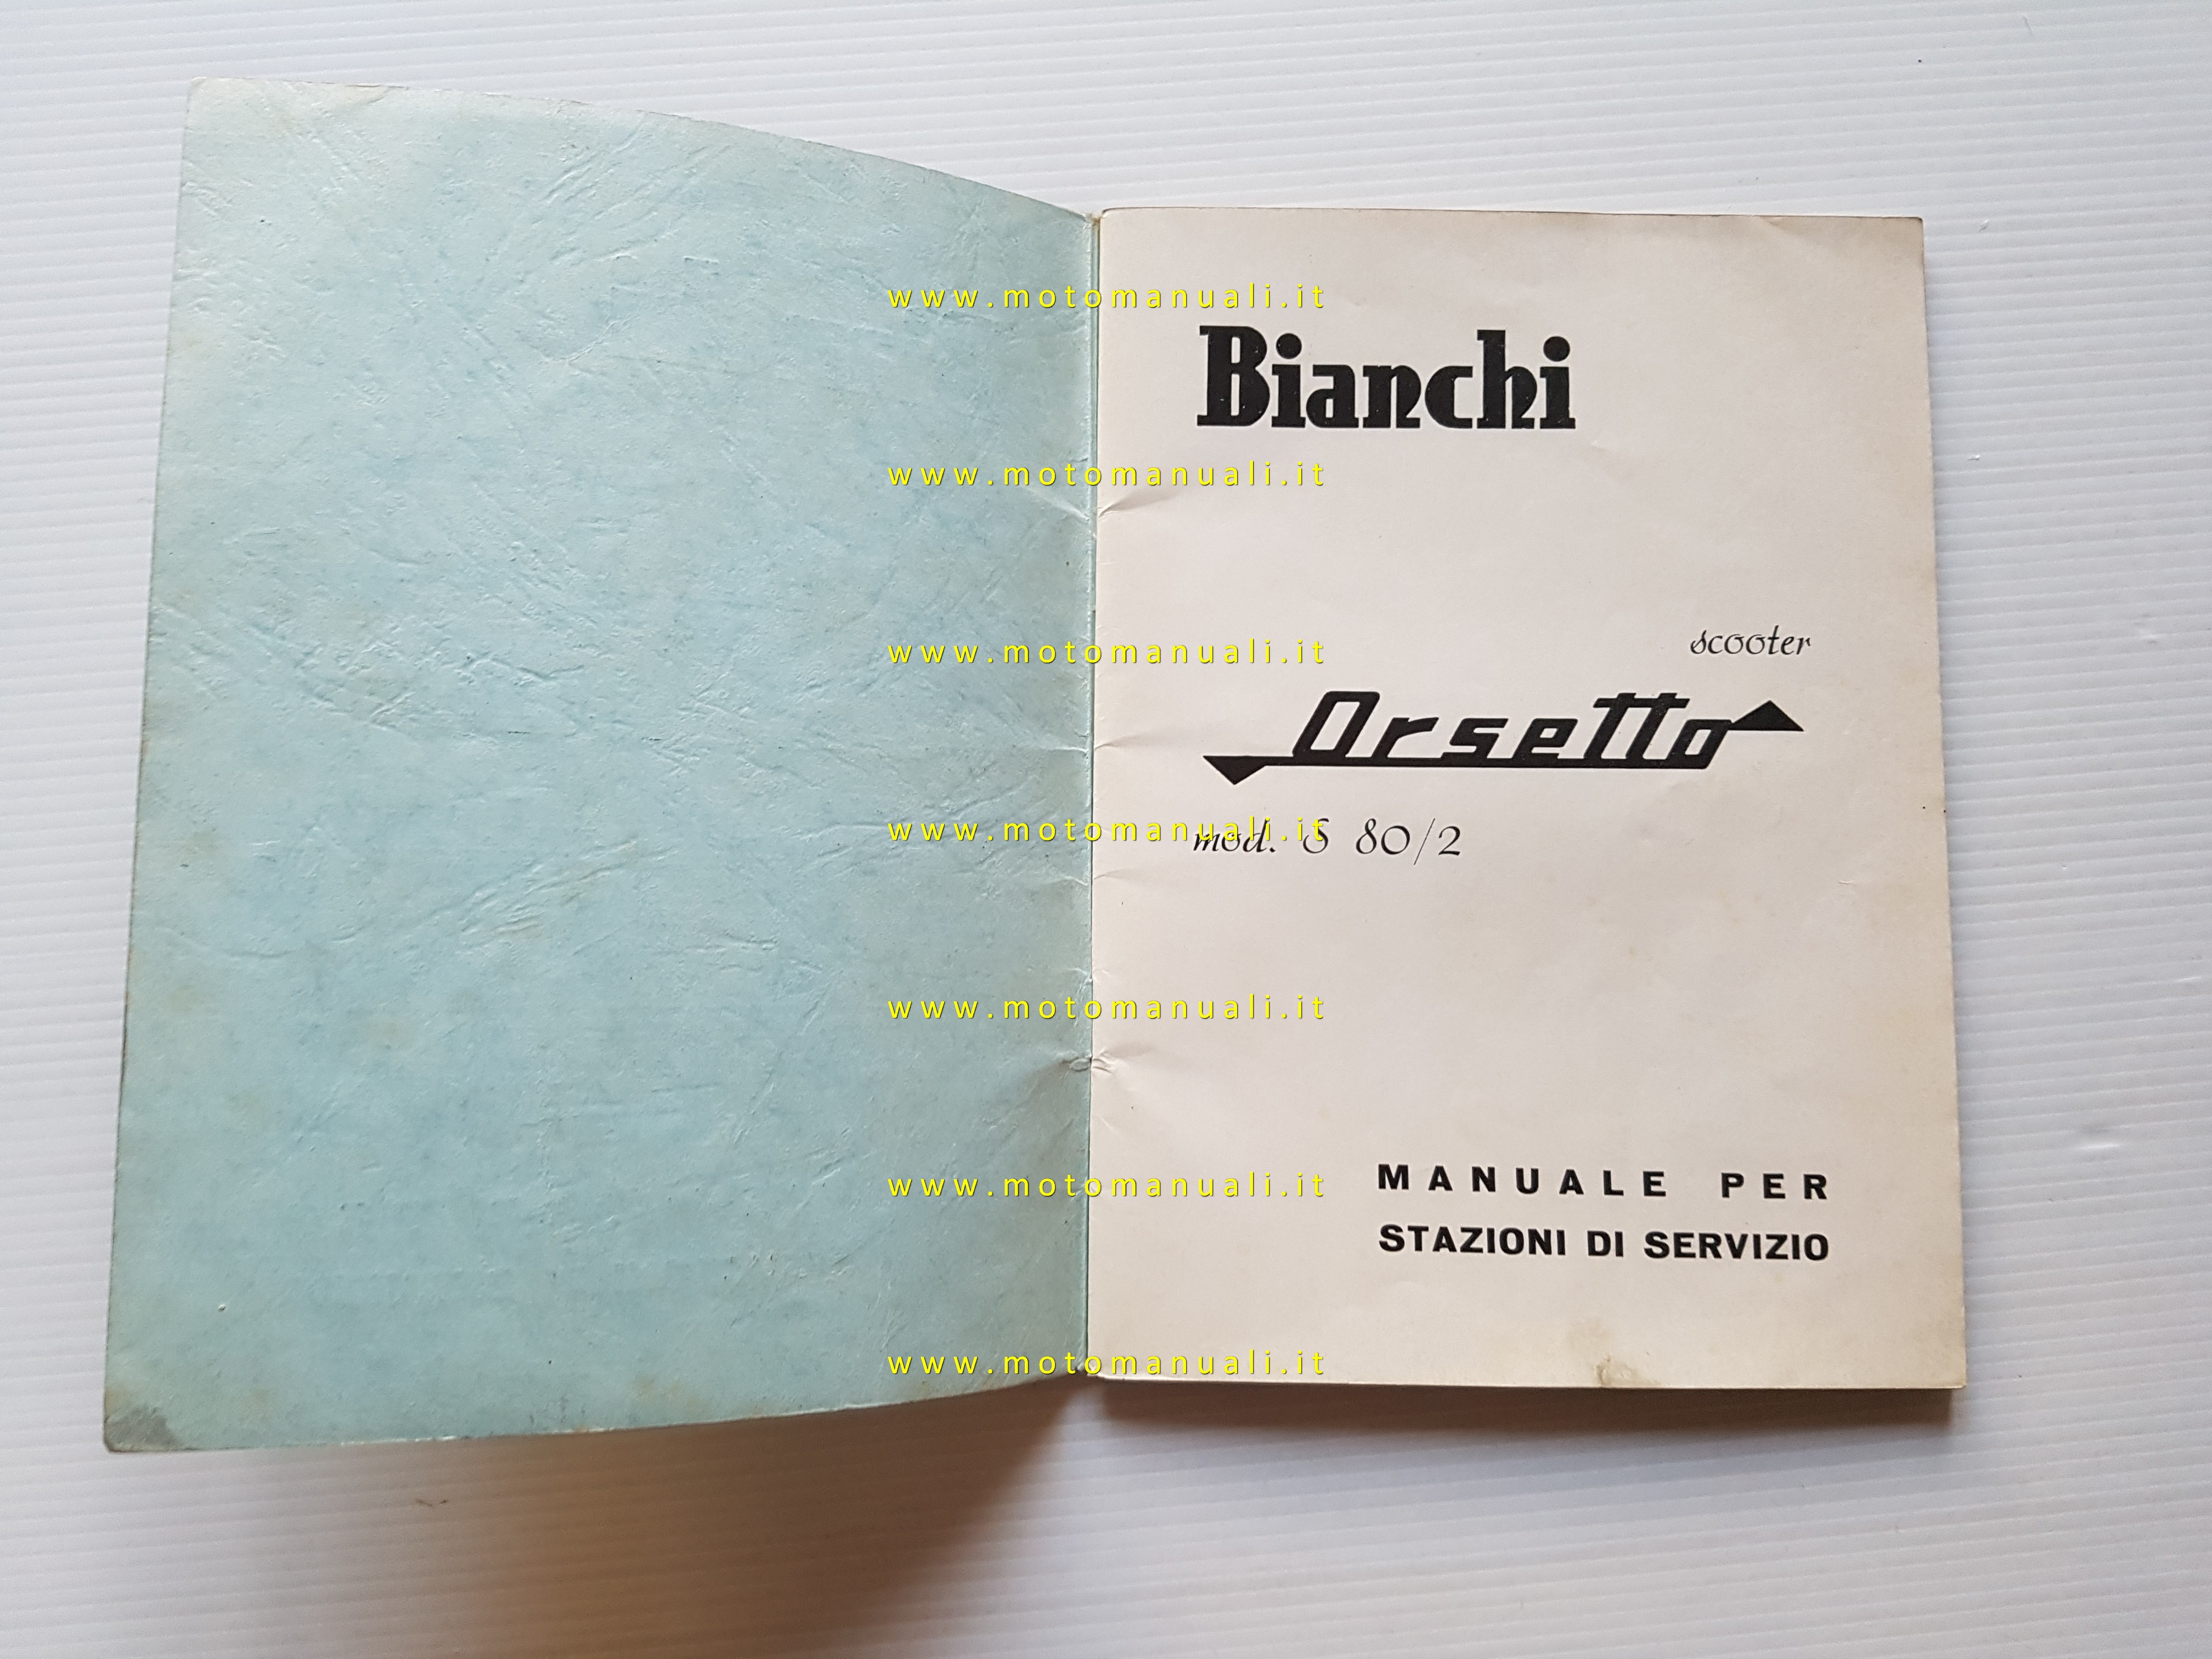 www.motomanuali.it
Bianchi
www.motomanuali.it
scooter
www.motomanuali.it
Orsetto
www.motomanuali.it
mod. S 80/2
www.motomanuali.it
MANUALE PER
www.motomanuali.it
STAZIONI DI SERVIZIO
www.motomanuali.it